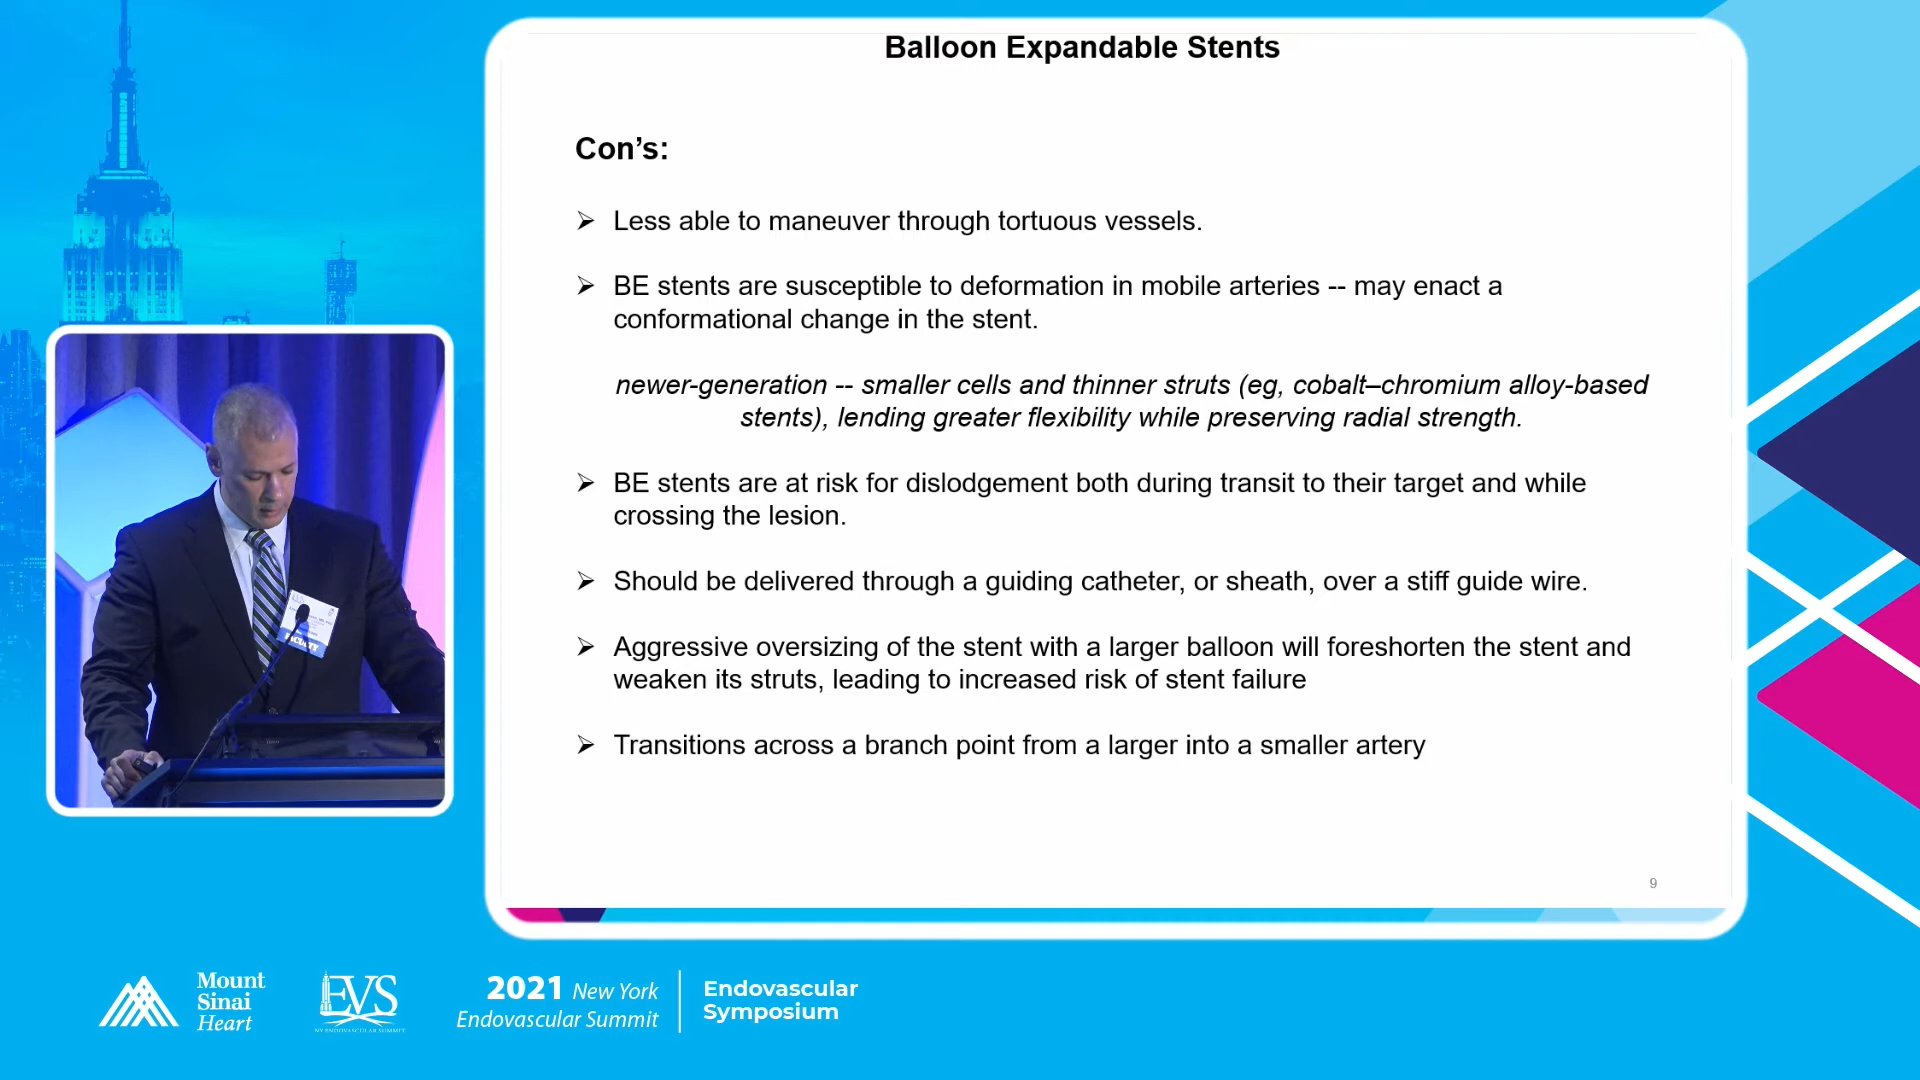 Balloon Expandable Stents
Con’s:
➢ Less able to maneuver through tortuous vessels.
➢ BE stents are susceptible to deformation in mobile arteries -- may enact a
conformational change in the stent.
newer-generation -- smaller cells and thinner struts (eg, cobalt–chromium alloy-based
stents), lending greater flexibility while preserving radial strength.
➢ BE stents are at risk for dislodgement both during transit to their target and while
crossing the lesion.
➢ Should be delivered through a guiding catheter, or sheath, over a stiff guide wire.
➢ Aggressive oversizing of the stent with a larger balloon will foreshorten the stent and
weaken its struts, leading to increased risk of stent failure
➢ Transitions across a branch point from a larger into a smaller artery
9
FACULTY
Mount
Sinai
Heart
EVS
NY ENDOVASCULAR SUMMIT
2021 New York
Endovascular Summit
Endovascular
Symposium